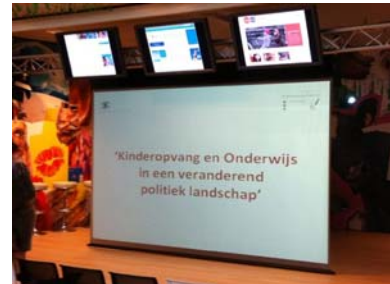 'Kinderopvang en Onderwijs
in een veranderend
politiek landschap'